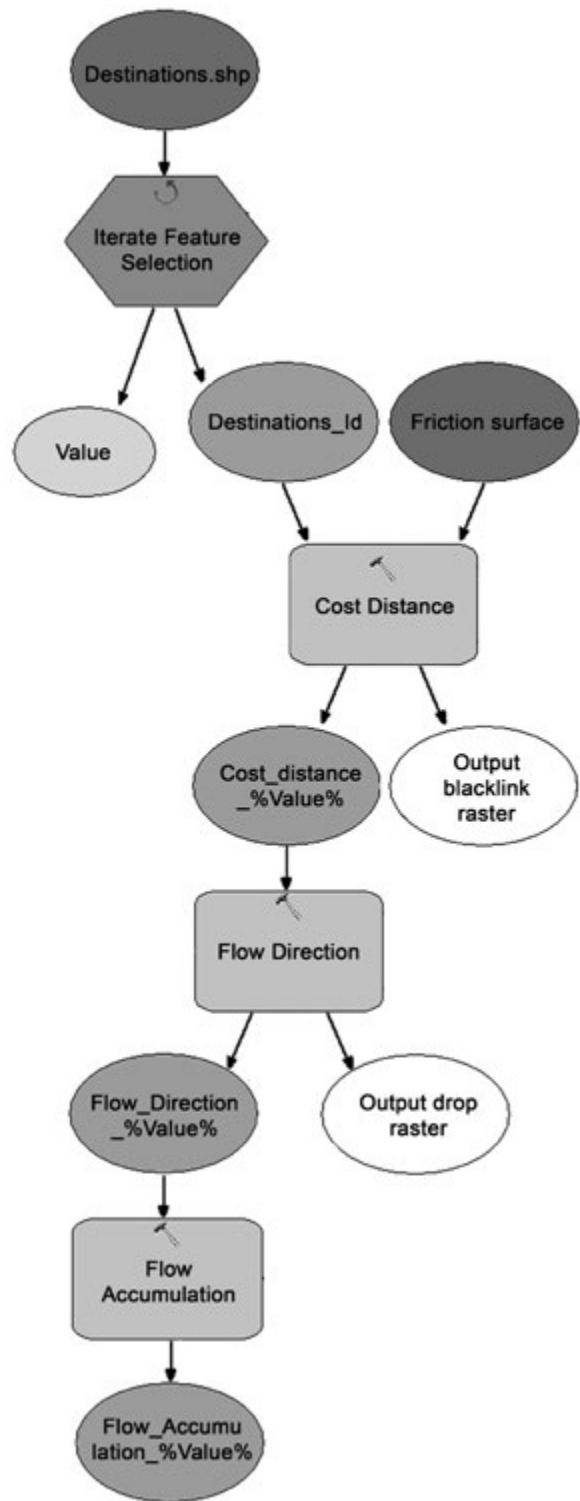 Destinations.shp
Iterate Feature
Selection
Value
Destinations_Id
Friction surface
Cost Distance
Cost_distance
_%Value%
Output
blacklink
raster
Flow Direction
Flow_Direction
_%Value%
Output drop
raster
Flow
Accumulation
Flow_Accumu
lation_%Value%